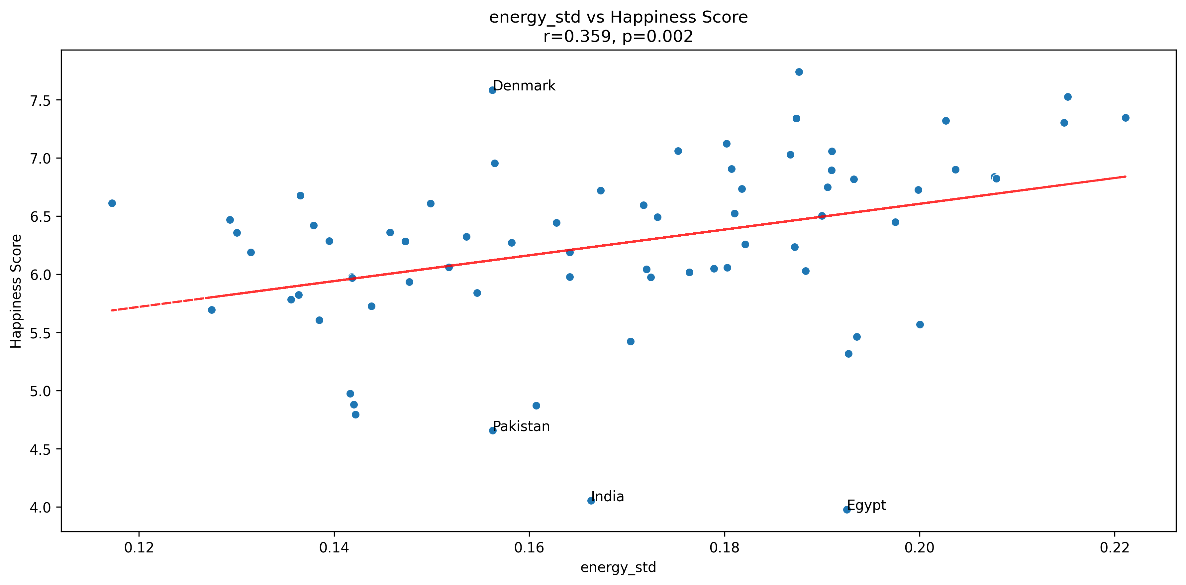 energy_std vs Happiness Score
r=0.359, p=0.002
Denmark
Pakistan
India
Egypt
Happiness Score
7.5
7.0
6.5
6.0
5.5
5.0
4.5
4.0
0.12 0.14 0.16 0.18 0.20 0.22
energy_std